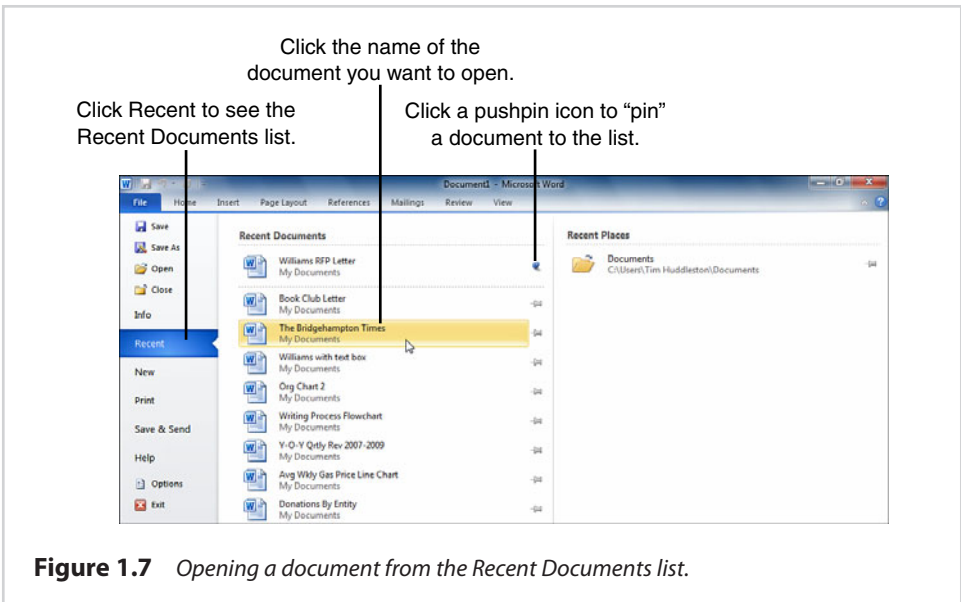 Click the name of the
document you want to open.
Click Recent to see the
Recent Documents list.
Click a pushpin icon to “pin”
a document to the list.
W
Document1 - Microsoft Word
File Home Insert Page Layout References Mailings Review View
Save
Save As
Open
Close
Info
Recent
New
Print
Save & Send
Help
Options
Exit
Recent Documents
Williams RFP Letter
My Documents
Book Club Letter
My Documents
The Bridgehampton Times
My Documents
Williams with text box
My Documents
Org Chart 2
My Documents
Writing Process Flowchart
My Documents
Y-O-Y Qrtly Rev 2007-2009
My Documents
Avg Wkly Gas Price Line Chart
My Documents
Donations By Entity
My Documents
Recent Places
Documents
C:\Users\Tim Huddleston\Documents
Figure 1.7 Opening a document from the Recent Documents list.